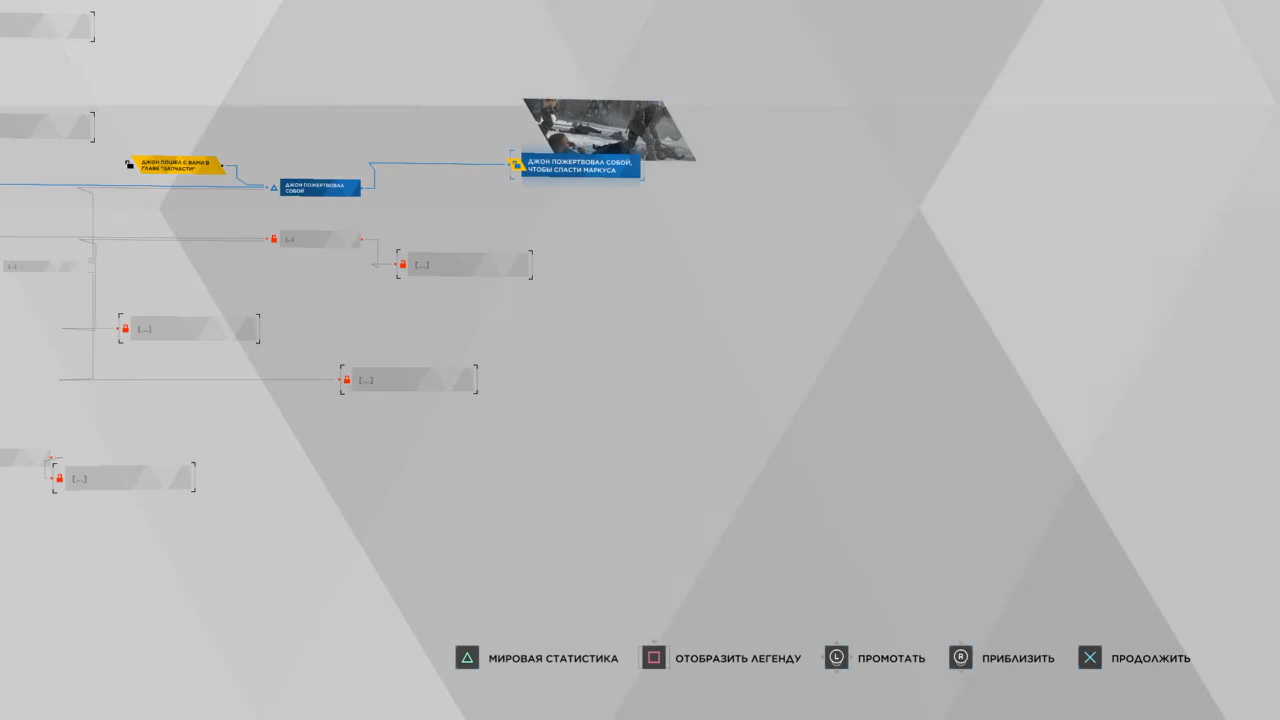 ДЖОН ПОШЕЛ С ВАМИ В
ГЛАВЕ "ЗАПЧАСТИ"
ДЖОН ПОЖЕРТВОВАЛ СОБОЙ,
ЧТОБЫ СПАСТИ МАРКУСА
ДЖОН ПОЖЕРТВОВАЛ
СОБОЙ
[...]
[...]
[...]
[...]
[...]
[...]
МИРОВАЯ СТАТИСТИКА
ОТОБРАЗИТЬ ЛЕГЕНДУ
L
ПРОМОТАТЬ
R
ПРИБЛИЗИТЬ
ПРОДОЛЖИТЬ